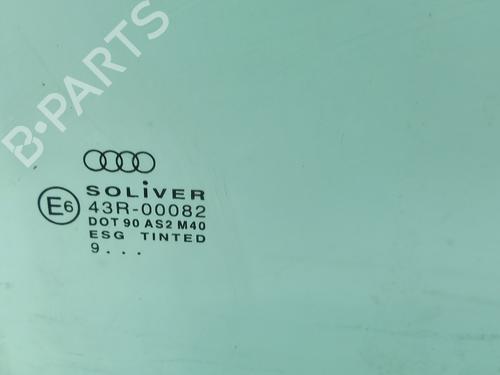 B-PARTS
SOLiVER
E6
43R-00082
DOT 90 AS2 M40
ESG TINTED
9...